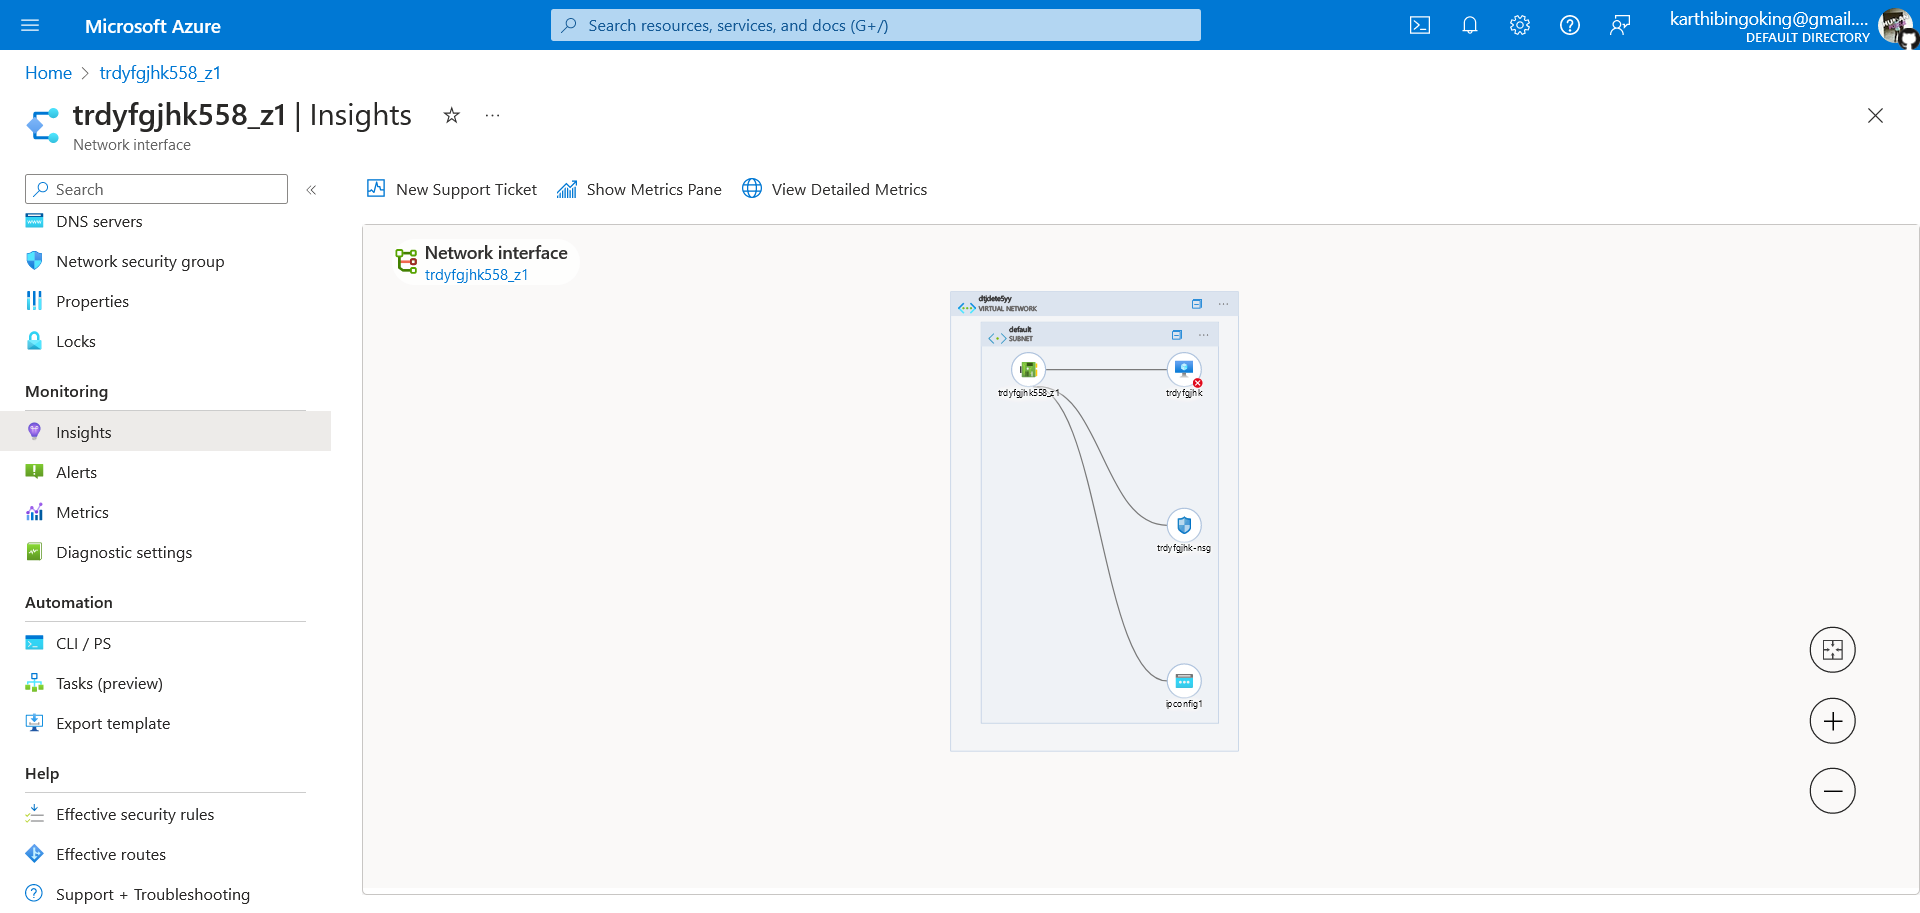 Microsoft Azure
Search resources, services, and docs (G+/)
karthibingoking@gmail....
DEFAULT DIRECTORY
Home > trdyfgjhk558_z1
trdyfgjhk558_z1 | Insights
Network interface
Search
New Support Ticket
Show Metrics Pane
View Detailed Metrics
DNS servers
Network security group
Properties
Locks
Monitoring
Insights
Alerts
Metrics
Diagnostic settings
Automation
CLI / PS
Tasks (preview)
Export template
Help
Effective security rules
Effective routes
Support + Troubleshooting
Network interface
trdyfgjhk558_z1
dtjdete5yy
VIRTUAL NETWORK
default
SUBNET
trdyfgjhk558_z1
trdyfgjhk
trdyfgjhk-nsg
ipconfig1